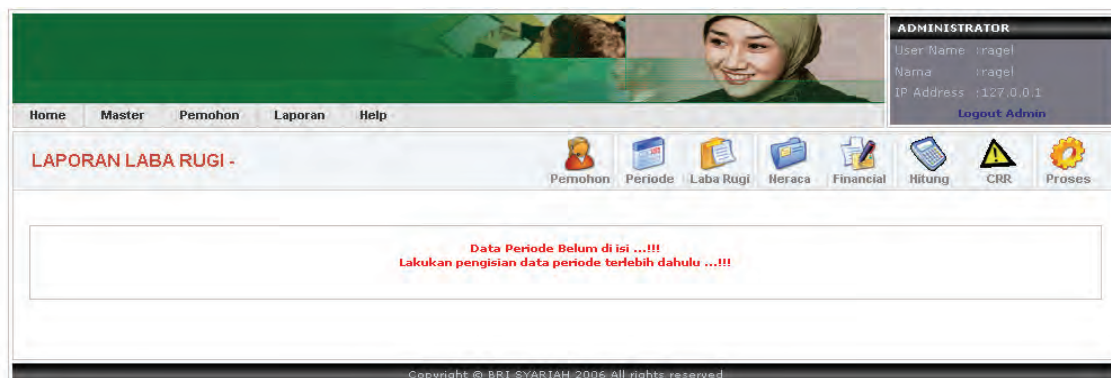 ADMINISTRATOR
User Name : ragel
Nama : ragel
IP Address : 127.0.0.1
Logout Admin
Home Master Pemohon Laporan Help
LAPORAN LABA RUGI -
Pemohon Periode Laba Rugi Neraca Financial Hitung CRR Proses
Data Periode Belum di isi ...!!!
Lakukan pengisian data periode terlebih dahulu ...!!!
Copyright © BRI SYARIAH 2006 All rights reserved